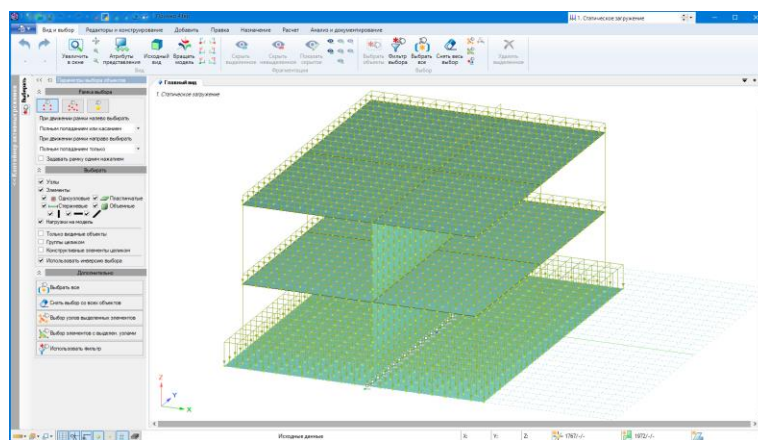 1. Статическое загружение
Вид и выбор Редакторы и конструирование Добавить Правка Назначения Расчет Анализ и документирование
Увеличить в окне
Атрибуты представления
Исходный вид
Вращать модель
Скрыть выделенное
Скрыть невыделенное
Показать скрытое
Выбрать объекты
Фильтр выбора
Выбрать все
Снять весь выбор
Удалить выделенное
Вид
Фрагментация
Выбор
Параметры выбора объектов
Главный вид
1. Статическое загружение
Выбрать
Рамка выбора
При движении рамки налево выбирать
Полным попаданием или касанием
При движении рамки направо выбирать
Полным попаданием только
Задавать рамку одним нажатием
Выбирать
Узлы
Элементы
Одноузловые Пластинчатые
Стержневые Объемные
Нагрузки на модель
Только видимые объекты
Группы целиком
Конструктивные элементы целиком
Использовать инверсию выбора
Дополнительно
Выбрать все
Снять выбор со всех объектов
Выбор узлов выделенных элементов
Выбор элементов с выделен. узлами
Использовать фильтр
Z
Y
X
Исходные данные X: Y: Z: 1787/-/- 1972/-/-